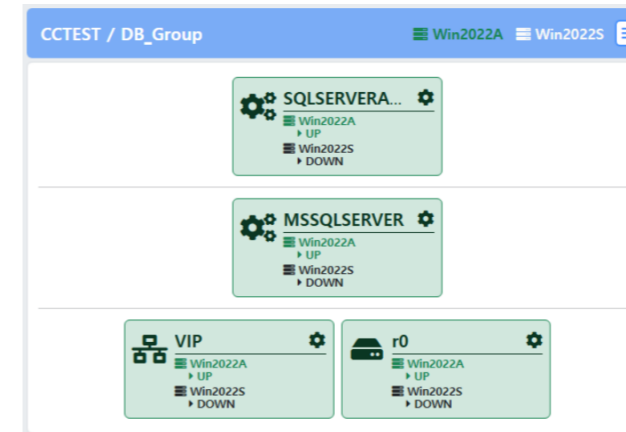 CCTEST / DB_Group
Win2022A Win2022S
SQLSERVERA...
Win2022A
UP
Win2022S
DOWN
MSSQLSERVER
Win2022A
UP
Win2022S
DOWN
VIP
Win2022A
UP
Win2022S
DOWN
r0
Win2022A
UP
Win2022S
DOWN